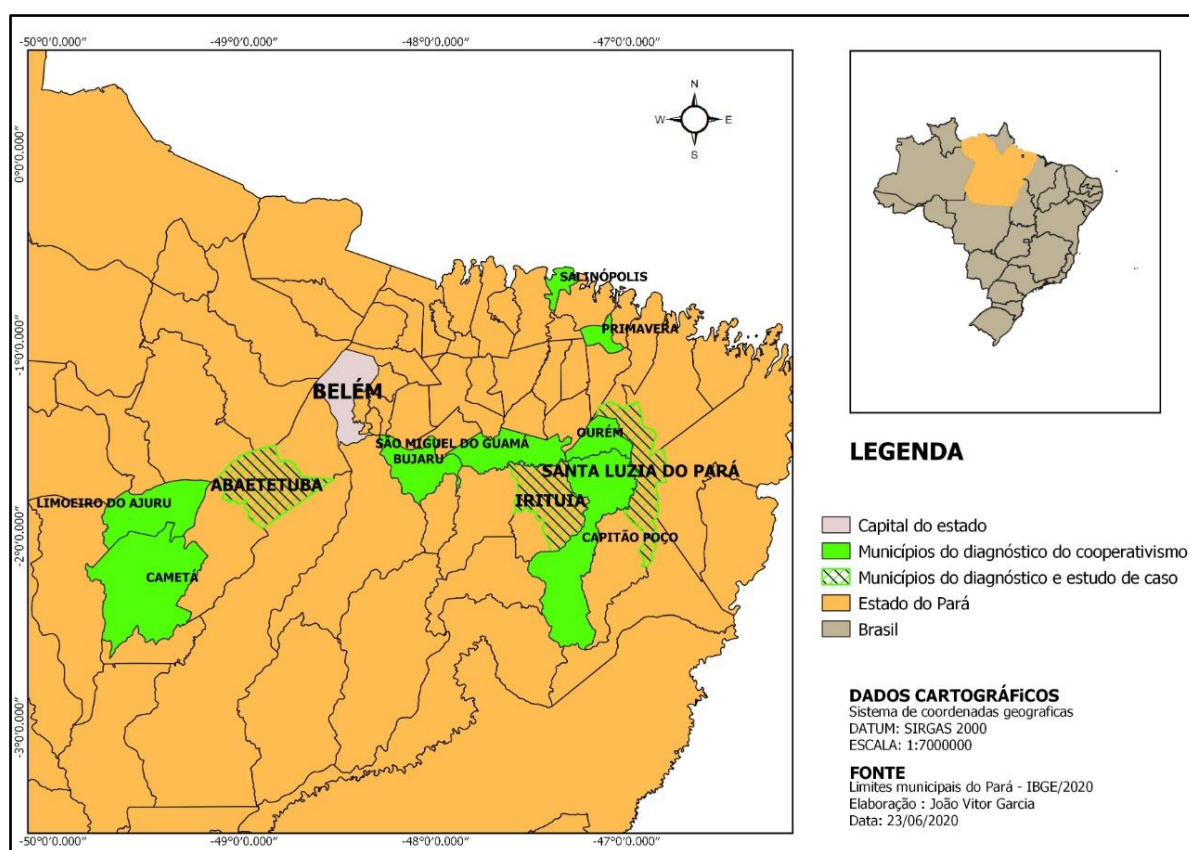 -50°0'0.000" -49°0'0.000" -48°0'0.000" -47°0'0.000"
0°0'0.000"
-1°0'0.000"
-2°0'0.000"
-3°0'0.000"
N
W E
S
SALINÓPOLIS
PRIMAVERA
BELÉM
OURÉM
SÃO MIGUEL DO GUAMÁ
BUJARU
SANTA LUZIA DO PARÁ
ABAETETUBA
IRITUIA
LIMOEIRO DO AJURU
CAPITÃO POÇO
CAMETÁ
-50°0'0.000" -49°0'0.000" -48°0'0.000" -47°0'0.000"
LEGENDA
Capital do estado
Municípios do diagnóstico do cooperativismo
Municípios do diagnóstico e estudo de caso
Estado do Pará
Brasil
DADOS CARTOGRÁFiCOS
Sistema de coordenadas geograficas
DATUM: SIRGAS 2000
ESCALA: 1:7000000
FONTE
Limites municipais do Pará - IBGE/2020
Elaboração : João Vitor Garcia
Data: 23/06/2020